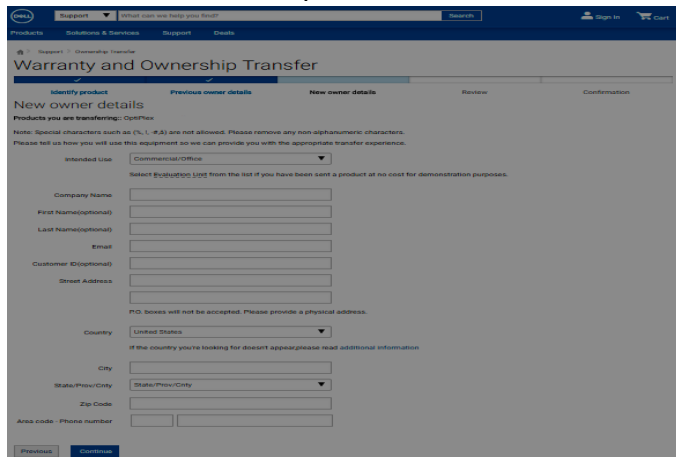 DELL Support What can we help you find? Search Sign In Cart
Products Solutions & Services Support Deals
Support > Ownership Transfer
Warranty and Ownership Transfer
Identify product Previous owner details New owner details Review Confirmation
New owner details
Products you are transferring:: OptiPlex
Note: Special characters such as (%, !, -#,&) are not allowed. Please remove any non-alphanumeric characters.
Please tell us how you will use this equipment so we can provide you with the appropriate transfer experience.
Intended Use Commercial/Office
Select Evaluation Unit from the list if you have been sent a product at no cost for demonstration purposes.
Company Name
First Name(optional)
Last Name(optional)
Email
Customer ID(optional)
Street Address
P.O. boxes will not be accepted. Please provide a physical address.
Country United States
If the country you're looking for doesn't appear,please read additional information
City
State/Prov/Cnty State/Prov/Cnty
Zip Code
Area code - Phone number
Previous Continue